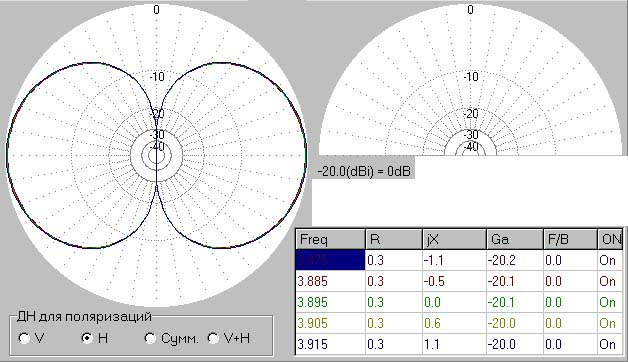 0
-10
-20
-30
-40
0
-10
-20
-30
-40
-20.0(dBi) = 0dB
Freq R jX Ga F/B ON
3.875 0.3 -1.1 -20.2 0.0 On
3.885 0.3 -0.5 -20.1 0.0 On
3.895 0.3 0.0 -20.1 0.0 On
3.905 0.3 0.6 -20.0 0.0 On
3.915 0.3 1.1 -20.0 0.0 On
ДН для поляризаций
V H Сумм. V+H